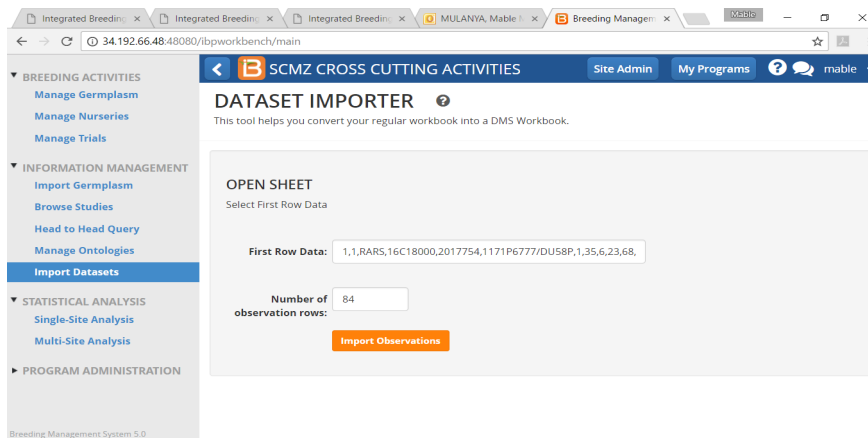 Integrated Breeding
Integrated Breeding
Integrated Breeding
MULANYA, Mable
Breeding Managem
Mable
34.192.66.48:48080/ibpworkbench/main
BREEDING ACTIVITIES
Manage Germplasm
Manage Nurseries
Manage Trials
INFORMATION MANAGEMENT
Import Germplasm
Browse Studies
Head to Head Query
Manage Ontologies
Import Datasets
STATISTICAL ANALYSIS
Single-Site Analysis
Multi-Site Analysis
PROGRAM ADMINISTRATION
Breeding Management System 5.0
SCMZ CROSS CUTTING ACTIVITIES
Site Admin
My Programs
mable
DATASET IMPORTER
This tool helps you convert your regular workbook into a DMS Workbook.
OPEN SHEET
Select First Row Data
First Row Data: 1,1,RARS,16C18000,2017754,1171P6777/DU58P,1,35,6,23,68,
Number of 84
observation rows:
Import Observations